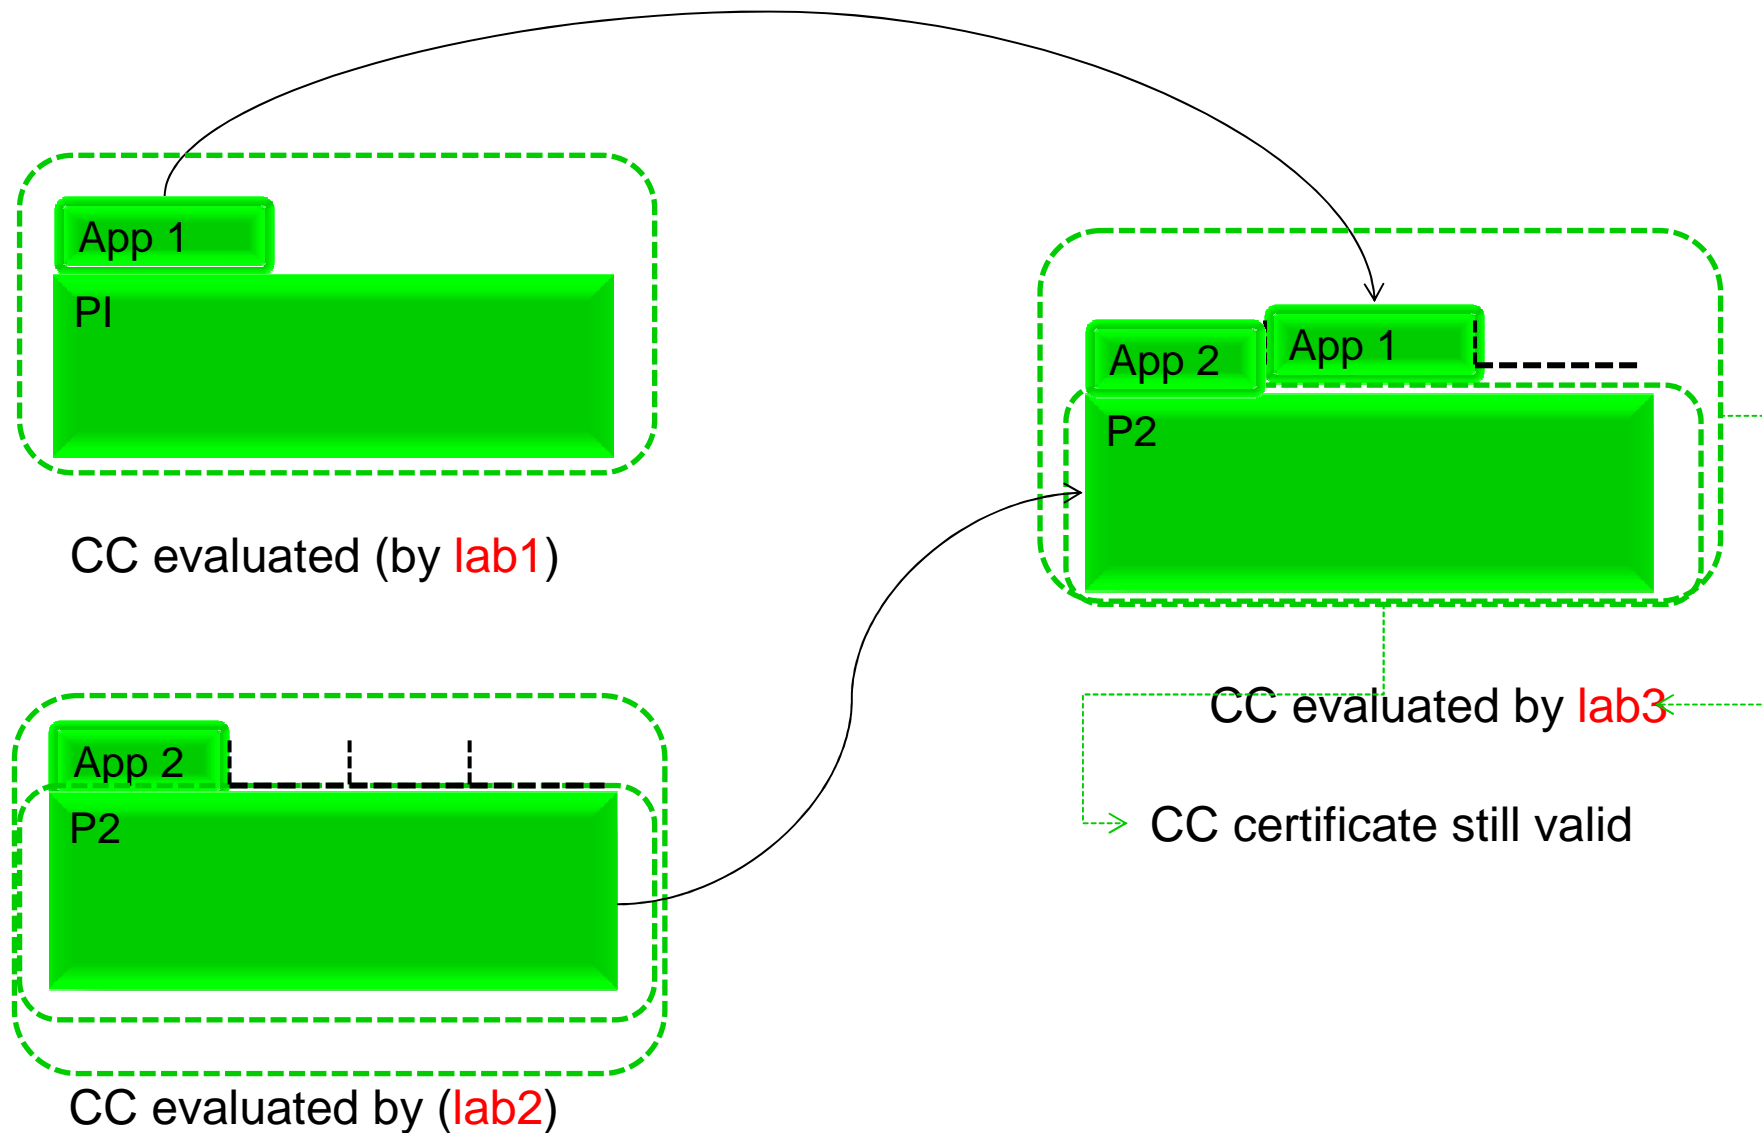 App 1
PI
CC evaluated (by lab1)
App 2
P2
CC evaluated by (lab2)
App 2
App 1
P2
CC evaluated by lab3
CC certificate still valid